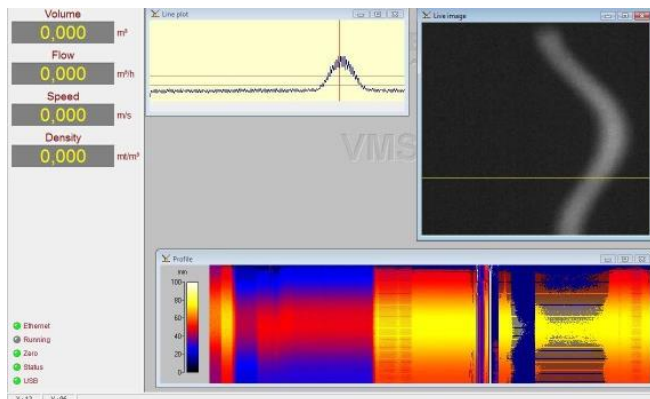 Volume
0,000 m³
Flow
0,000 m³/h
Speed
0,000 m/s
Density
0,000 mt/m³
Line plot
Live image
VMS
Profile
mm
100
80
60
40
20
0
Ethernet
Running
Zero
Status
USB